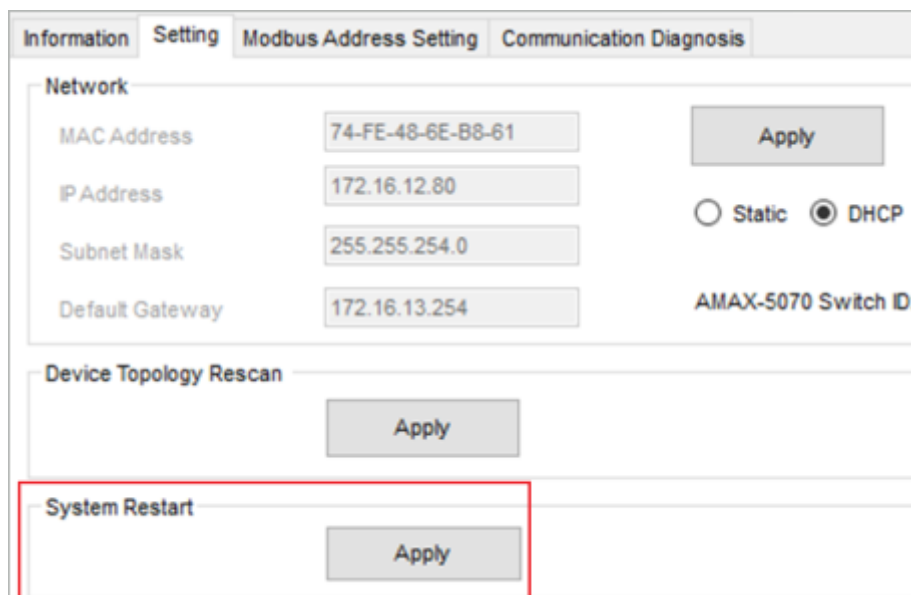 Information Setting Modbus Address Setting Communication Diagnosis
Network
MAC Address 74-FE-48-6E-B8-61 Apply
IP Address 172.16.12.80
Static DHCP
Subnet Mask 255.255.254.0
Default Gateway 172.16.13.254 AMAX-5070 Switch ID
Device Topology Rescan
Apply
System Restart
Apply